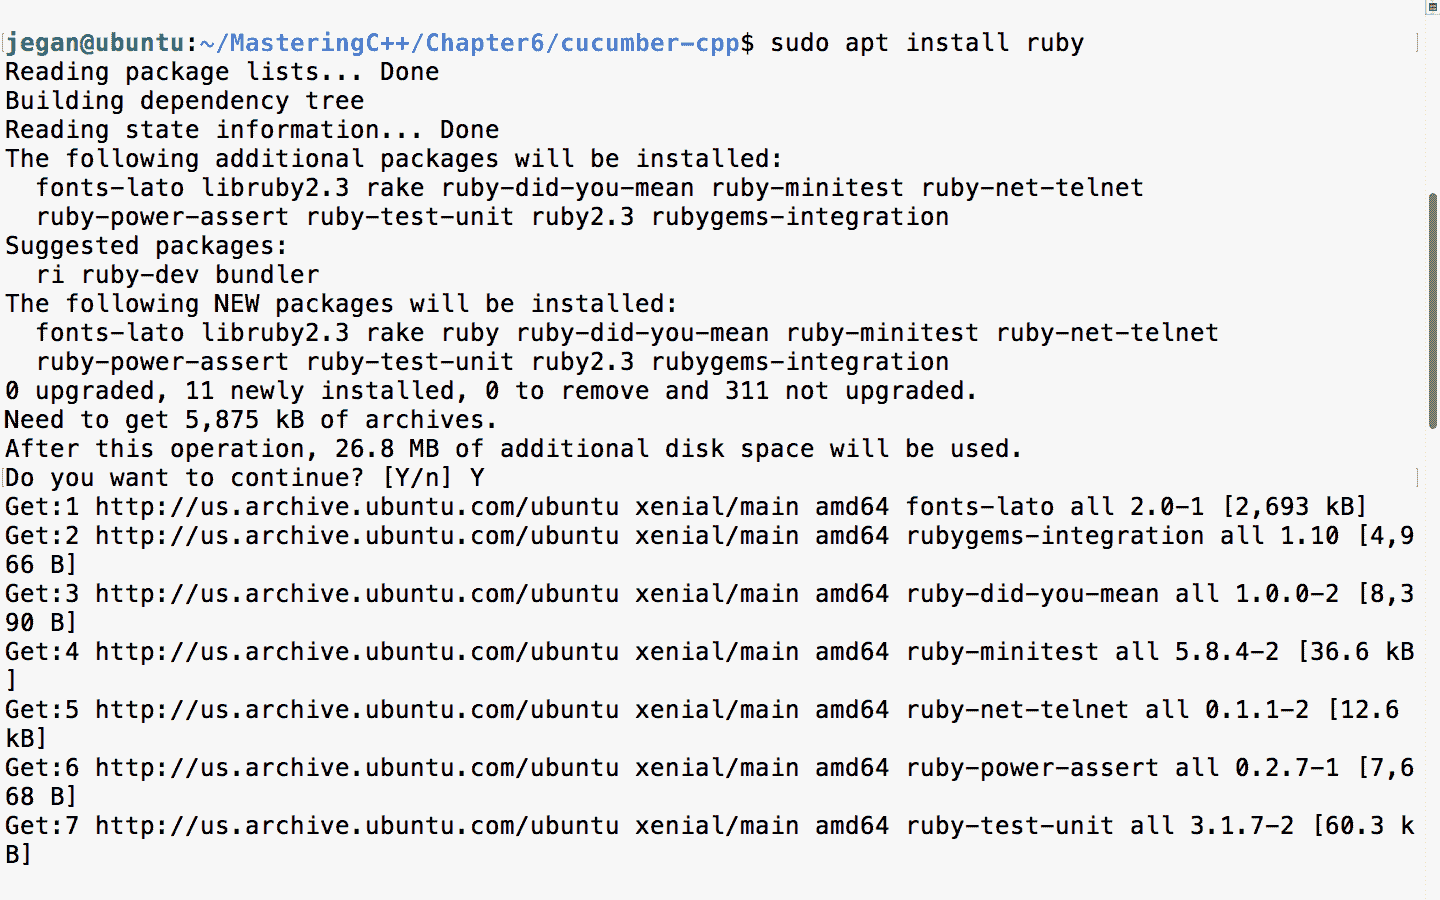 jegan@ubuntu:~/MasteringC++/Chapter6/cucumber-cpp$ sudo apt install ruby
Reading package lists... Done
Building dependency tree
Reading state information... Done
The following additional packages will be installed:
  fonts-lato libruby2.3 rake ruby-did-you-mean ruby-minitest ruby-net-telnet
  ruby-power-assert ruby-test-unit ruby2.3 rubygems-integration
Suggested packages:
  ri ruby-dev bundler
The following NEW packages will be installed:
  fonts-lato libruby2.3 rake ruby ruby-did-you-mean ruby-minitest ruby-net-telnet
  ruby-power-assert ruby-test-unit ruby2.3 rubygems-integration
0 upgraded, 11 newly installed, 0 to remove and 311 not upgraded.
Need to get 5,875 kB of archives.
After this operation, 26.8 MB of additional disk space will be used.
Do you want to continue? [Y/n] Y
Get:1 http://us.archive.ubuntu.com/ubuntu xenial/main amd64 fonts-lato all 2.0-1 [2,693 kB]
Get:2 http://us.archive.ubuntu.com/ubuntu xenial/main amd64 rubygems-integration all 1.10 [4,9
66 B]
Get:3 http://us.archive.ubuntu.com/ubuntu xenial/main amd64 ruby-did-you-mean all 1.0.0-2 [8,3
90 B]
Get:4 http://us.archive.ubuntu.com/ubuntu xenial/main amd64 ruby-minitest all 5.8.4-2 [36.6 kB
]
Get:5 http://us.archive.ubuntu.com/ubuntu xenial/main amd64 ruby-net-telnet all 0.1.1-2 [12.6
kB]
Get:6 http://us.archive.ubuntu.com/ubuntu xenial/main amd64 ruby-power-assert all 0.2.7-1 [7,6
68 B]
Get:7 http://us.archive.ubuntu.com/ubuntu xenial/main amd64 ruby-test-unit all 3.1.7-2 [60.3 k
B]